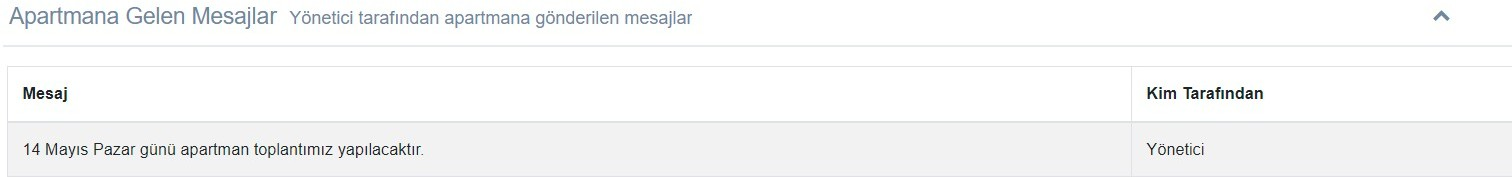 Apartmana Gelen Mesajlar Yönetici tarafından apartmana gönderilen mesajlar
Mesaj Kim Tarafından
14 Mayıs Pazar günü apartman toplantımız yapılacaktır. Yönetici